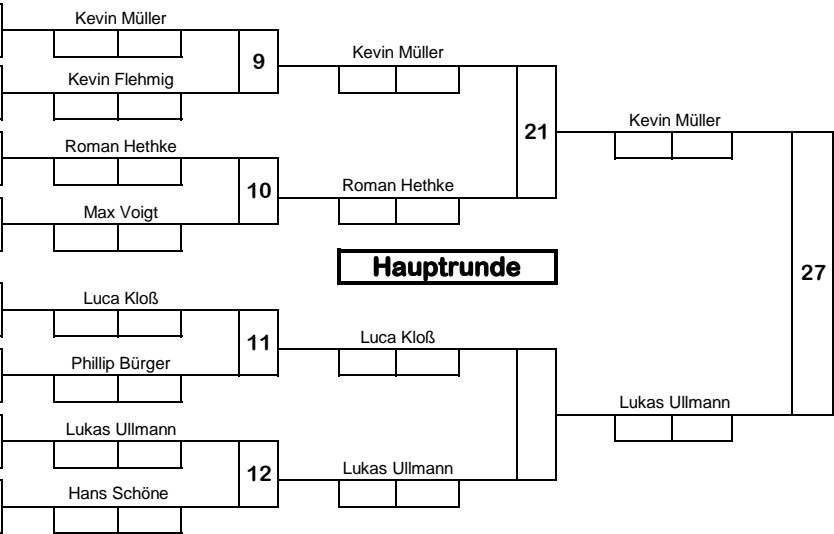 Kevin Müller
9
Kevin Müller
Kevin Flehmig
Kevin Müller
21
Roman Hethke
10
Roman Hethke
Max Voigt
Hauptrunde
27
Luca Kloß
11
Luca Kloß
Phillip Bürger
Lukas Ullmann
Lukas Ullmann
12
Lukas Ullmann
Hans Schöne